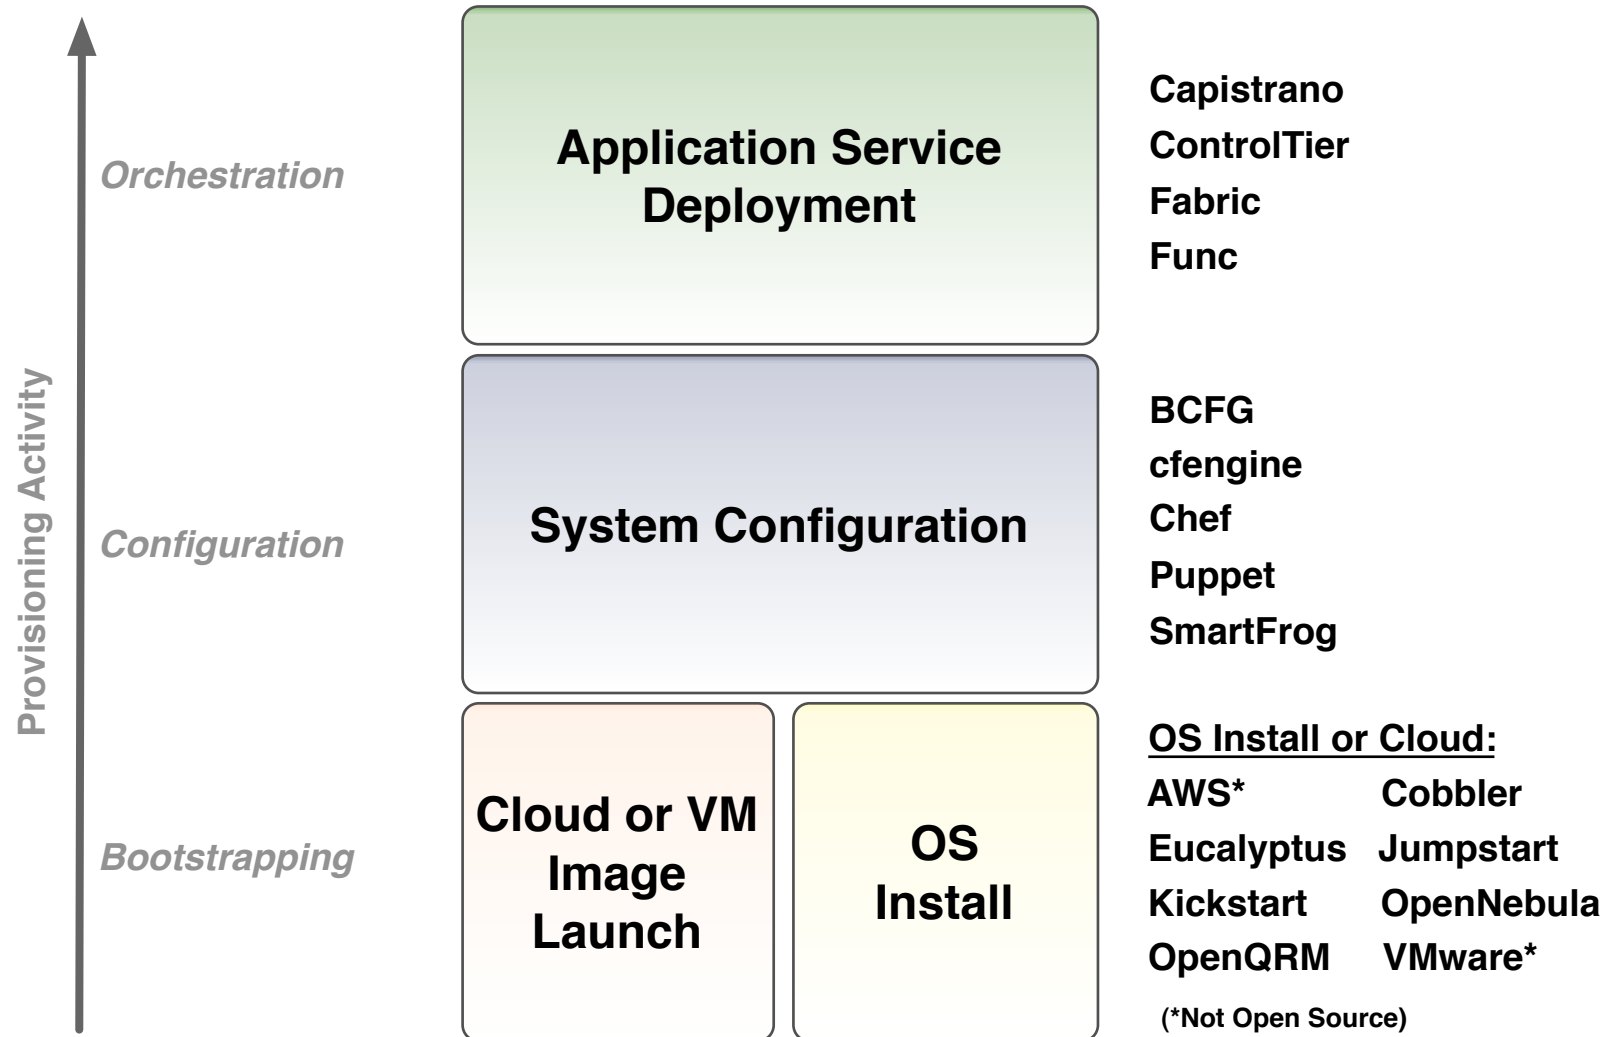 Provisioning Activity
Orchestration
Application Service
Deployment
Capistrano
ControlTier
Fabric
Func
Configuration
System Configuration
BCFG
cfengine
Chef
Puppet
SmartFrog
Bootstrapping
Cloud or VM
Image
Launch
OS
Install
OS Install or Cloud:
AWS* Cobbler
Eucalyptus Jumpstart
Kickstart OpenNebula
OpenQRM VMware*
(*Not Open Source)